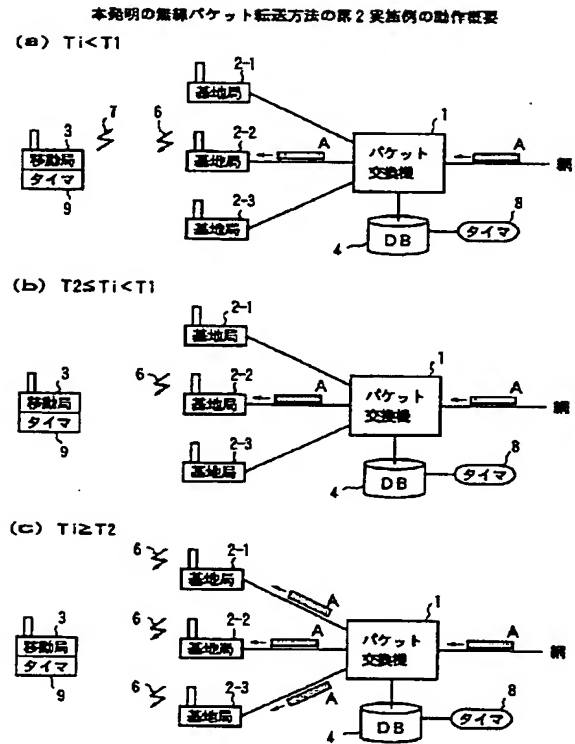 本発明の無線パケット転送方法の第2実施例の動作概要
(a) Ti<T1
2-1
基地局
7
6
3
移動局
タイマ
9
2-2
基地局
A
1
パケット
交換機
A
網
2-3
基地局
4
DB
8
タイマ
(b) T2≤Ti<T1
2-1
基地局
6
3
移動局
タイマ
9
2-2
基地局
A
1
パケット
交換機
A
網
2-3
基地局
4
DB
8
タイマ
(c) Ti≥T2
6
2-1
基地局
A
3
移動局
タイマ
9
6
2-2
基地局
A
1
パケット
交換機
A
網
6
2-3
基地局
A
4
DB
8
タイマ